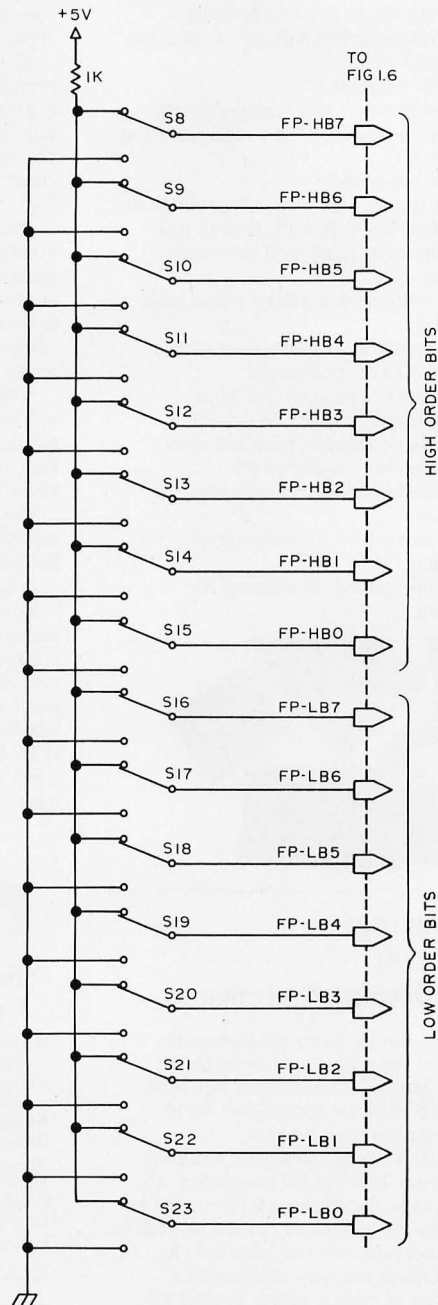 +5V
1K
TO
FIG 1.6
S8 FP-HB7
S9 FP-HB6
S10 FP-HB5
S11 FP-HB4
S12 FP-HB3
S13 FP-HB2
S14 FP-HB1
S15 FP-HB0
HIGH ORDER BITS
S16 FP-LB7
S17 FP-LB6
S18 FP-LB5
S19 FP-LB4
S20 FP-LB3
S21 FP-LB2
S22 FP-LB1
S23 FP-LB0
LOW ORDER BITS